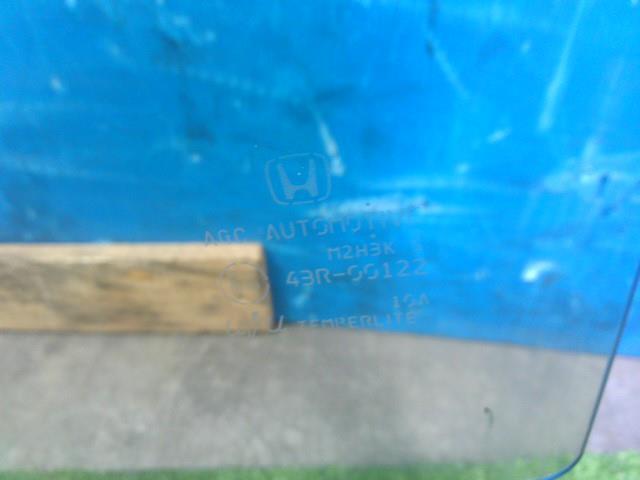 AGC AUTOMOTIVE
M2H3K
43R-00122
TEMPERLITE